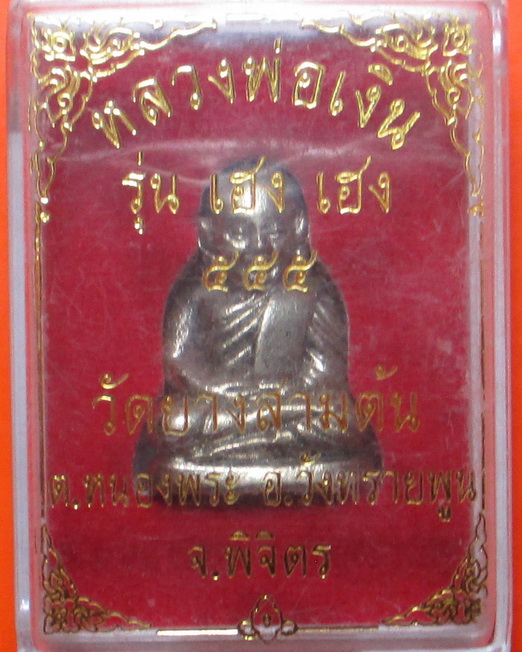 หลวงพ่อเงิน
รุ่น เฮง เฮง
๕๕๕
วัดยางสามต้น
ต.หนองพระ อ.วังทรายพูน
จ.พิจิตร